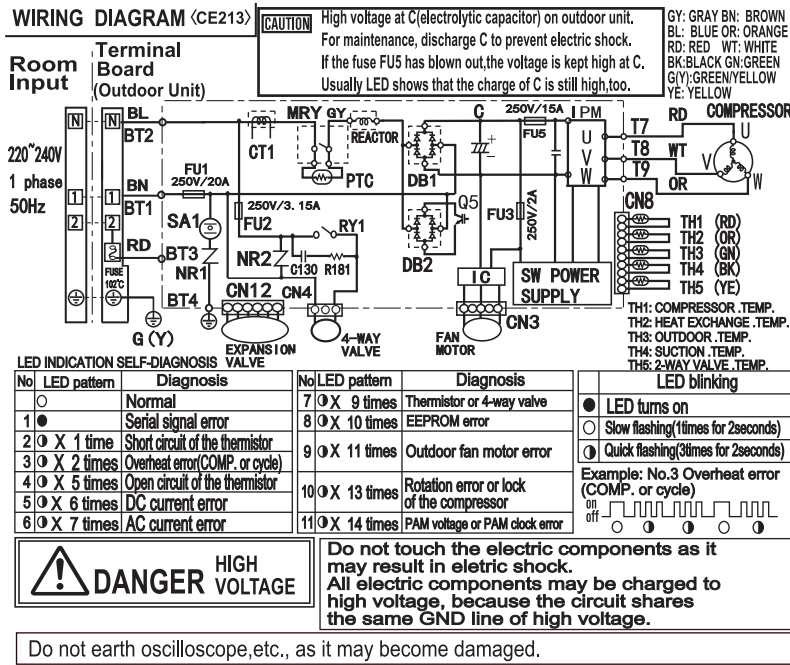 WIRING DIAGRAM〈CE213〉
CAUTION
High voltage at C(electrolytic capacitor) on outdoor unit.
For maintenance, discharge C to prevent electric shock.
If the fuse FU5 has blown out,the voltage is kept high at C.
Usually LED shows that the charge of C is still high,too.
GY: GRAY BN: BROWN
BL: BLUE OR: ORANGE
RD: RED WT: WHITE
BK:BLACK GN:GREEN
G(Y):GREEN/YELLOW
YE: YELLOW
Room
Input
Terminal
Board
(Outdoor Unit)
N
N
BL
BT2
220~240V
1 phase
50Hz
1
1
BN
BT1
2
2
RD
BT3
FUSE
102℃
BT4
G (Y)
FU1
250V/20A
SA1
NR1
CT1
MRY
GY
REACTOR
PTC
250V/3. 15A
FU2
NR2
RY1
C130
R181
DB1
DB2
Q5
C
+
-
250V/15A
FU5
IPM
U
V
W
FU3
250V/2A
IC
SW POWER
SUPPLY
T7
T8
T9
RD
WT
OR
COMPRESSOR
U
V
W
CN8
TH1 (RD)
TH2 (OR)
TH3 (GN)
TH4 (BK)
TH5 (YE)
CN12
EXPANSION
VALVE
CN4
4-WAY
VALVE
FAN
MOTOR
CN3
TH1: COMPRESSOR .TEMP.
TH2: HEAT EXCHANGE .TEMP.
TH3: OUTDOOR .TEMP.
TH4: SUCTION .TEMP.
TH5: 2-WAY VALVE .TEMP.
LED INDICATION SELF-DIAGNOSIS
No LED pattern Diagnosis
○ Normal
1 ● Serial signal error
2 ◑ X 1 time Short circuit of the thermistor
3 ◑ X 2 times Overheat error(COMP. or cycle)
4 ◑ X 5 times Open circuit of the thermistor
5 ◑ X 6 times DC current error
6 ◑ X 7 times AC current error
No LED pattern Diagnosis
7 ◑X 9 times Thermistor or 4-way valve
8 ◑X 10 times EEPROM error
9 ◑X 11 times Outdoor fan motor error
10 ◑X 13 times Rotation error or lock
of the compressor
11 ◑X 14 times PAM voltage or PAM clock error
LED blinking
● LED turns on
○ Slow flashing(1times for 2seconds)
◑ Quick flashing(3times for 2seconds)
Example: No.3 Overheat error
(COMP. or cycle)
on
off
○ ◑ ◑ ○ ◑
DANGER HIGH
VOLTAGE
Do not touch the electric components as it
may result in eletric shock.
All electric components may be charged to
high voltage, because the circuit shares
the same GND line of high voltage.
Do not earth oscilloscope,etc., as it may become damaged.